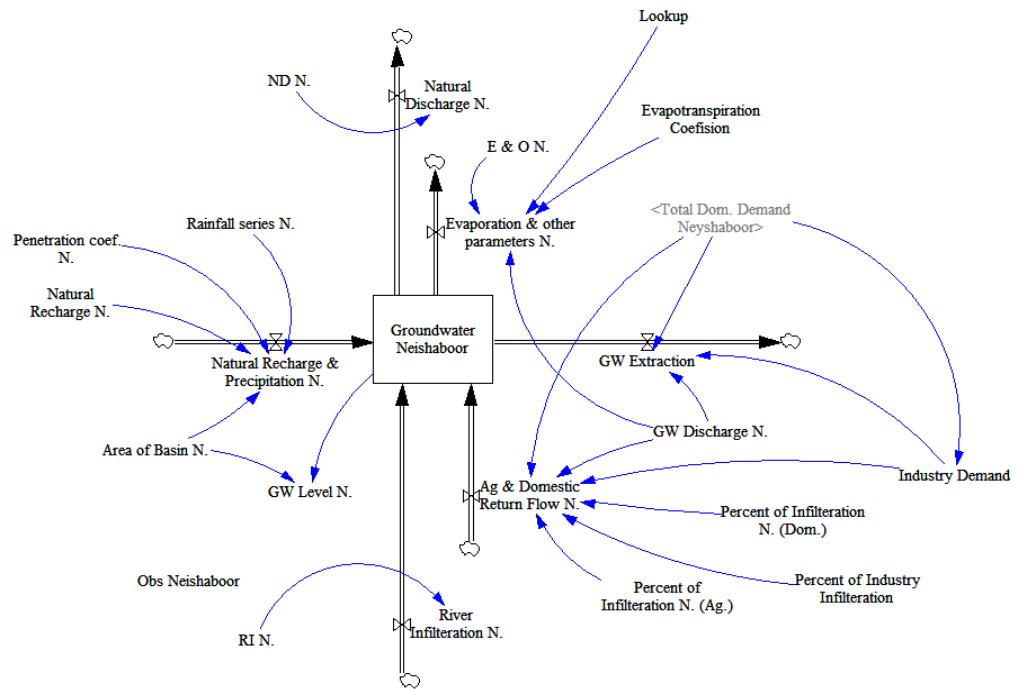 Lookup
ND N.
Natural
Discharge N.
Evapotranspiration
Coefision
E & O N.
Rainfall series N.
Evaporation & other
parameters N.
<Total Dom. Demand
Neyshaboor>
Penetration coef.
N.
Natural
Recharge N.
Groundwater
Neishaboor
Natural Recharge &
Precipitation N.
GW Extraction
Area of Basin N.
GW Discharge N.
GW Level N.
Ag & Domestic
Return Flow N.
Industry Demand
Percent of Infilteration
N. (Dom.)
Obs Neishaboor
Percent of
Infilteration N. (Ag.)
Percent of Industry
Infilteration
RI N.
River
Infilteration N.